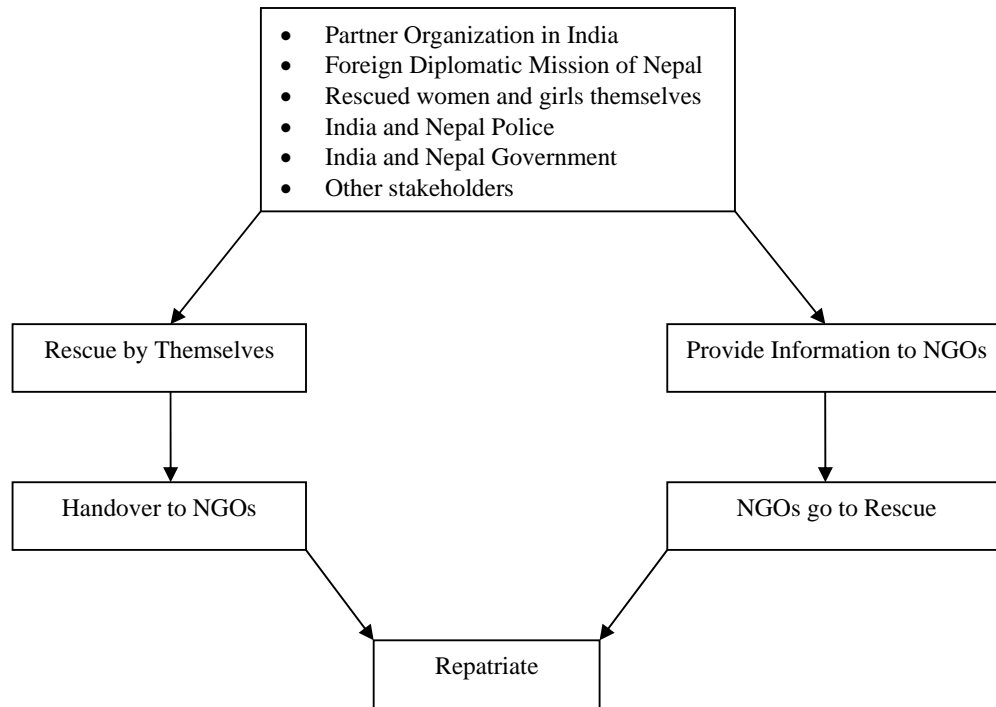 • Partner Organization in India
• Foreign Diplomatic Mission of Nepal
• Rescued women and girls themselves
• India and Nepal Police
• India and Nepal Government
• Other stakeholders
Rescue by Themselves
Provide Information to NGOs
Handover to NGOs
NGOs go to Rescue
Repatriate